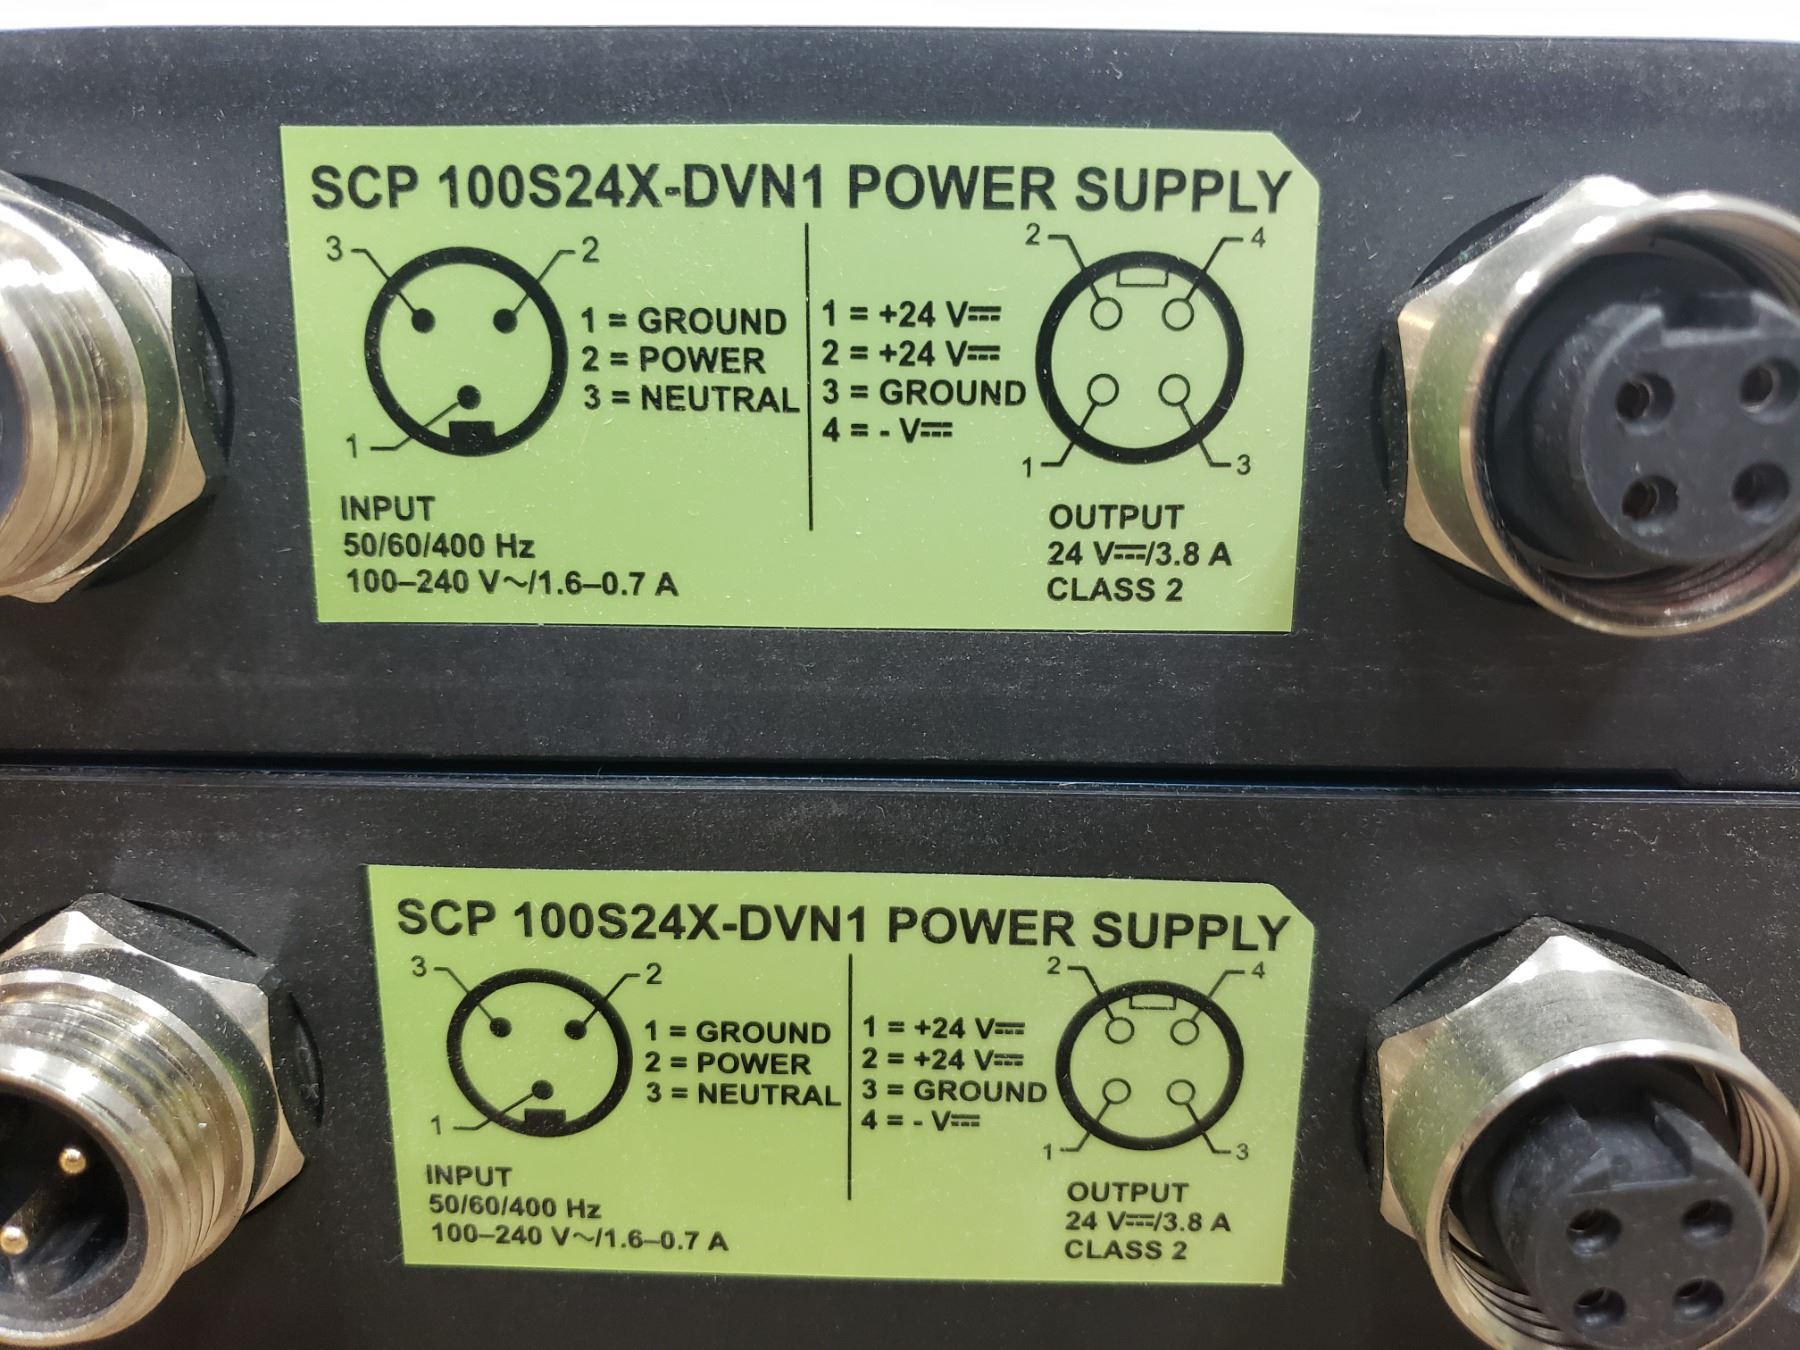 SCP 100S24X-DVN1 POWER SUPPLY
3 2
1 = GROUND
2 = POWER
3 = NEUTRAL
1
INPUT
50/60/400 Hz
100–240 V~/1.6–0.7 A
2 4
1 = +24 V⎓
2 = +24 V⎓
3 = GROUND
4 = - V⎓
1 3
OUTPUT
24 V⎓/3.8 A
CLASS 2
SCP 100S24X-DVN1 POWER SUPPLY
3 2
1 = GROUND
2 = POWER
3 = NEUTRAL
1
INPUT
50/60/400 Hz
100–240 V~/1.6–0.7 A
2 4
1 = +24 V⎓
2 = +24 V⎓
3 = GROUND
4 = - V⎓
1 3
OUTPUT
24 V⎓/3.8 A
CLASS 2